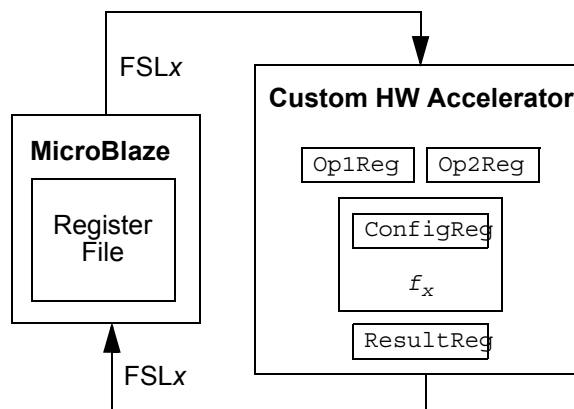 FSLx
Custom HW Accelerator
MicroBlaze
Op1Reg Op2Reg
Register
File
ConfigReg
fx
ResultReg
FSLx